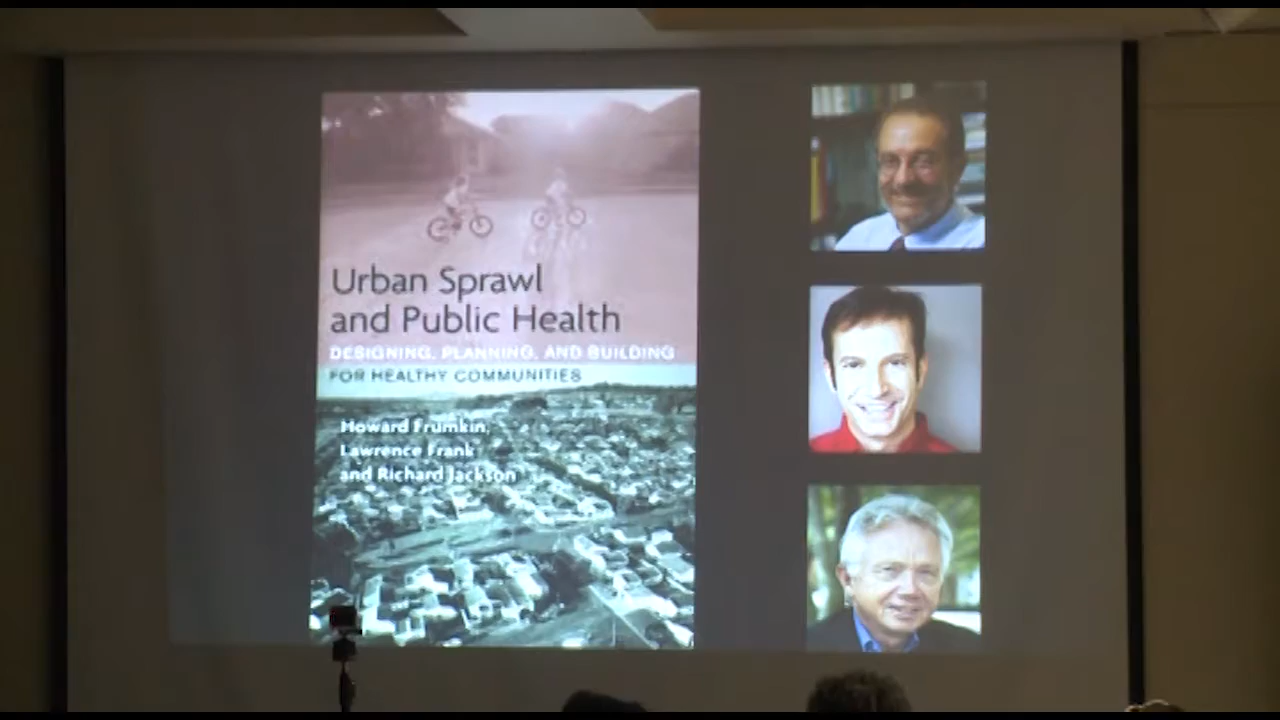 Urban Sprawl
and Public Health
DESIGNING, PLANNING, AND BUILDING
FOR HEALTHY COMMUNITIES
Howard Frumkin,
Lawrence Frank
and Richard Jackson